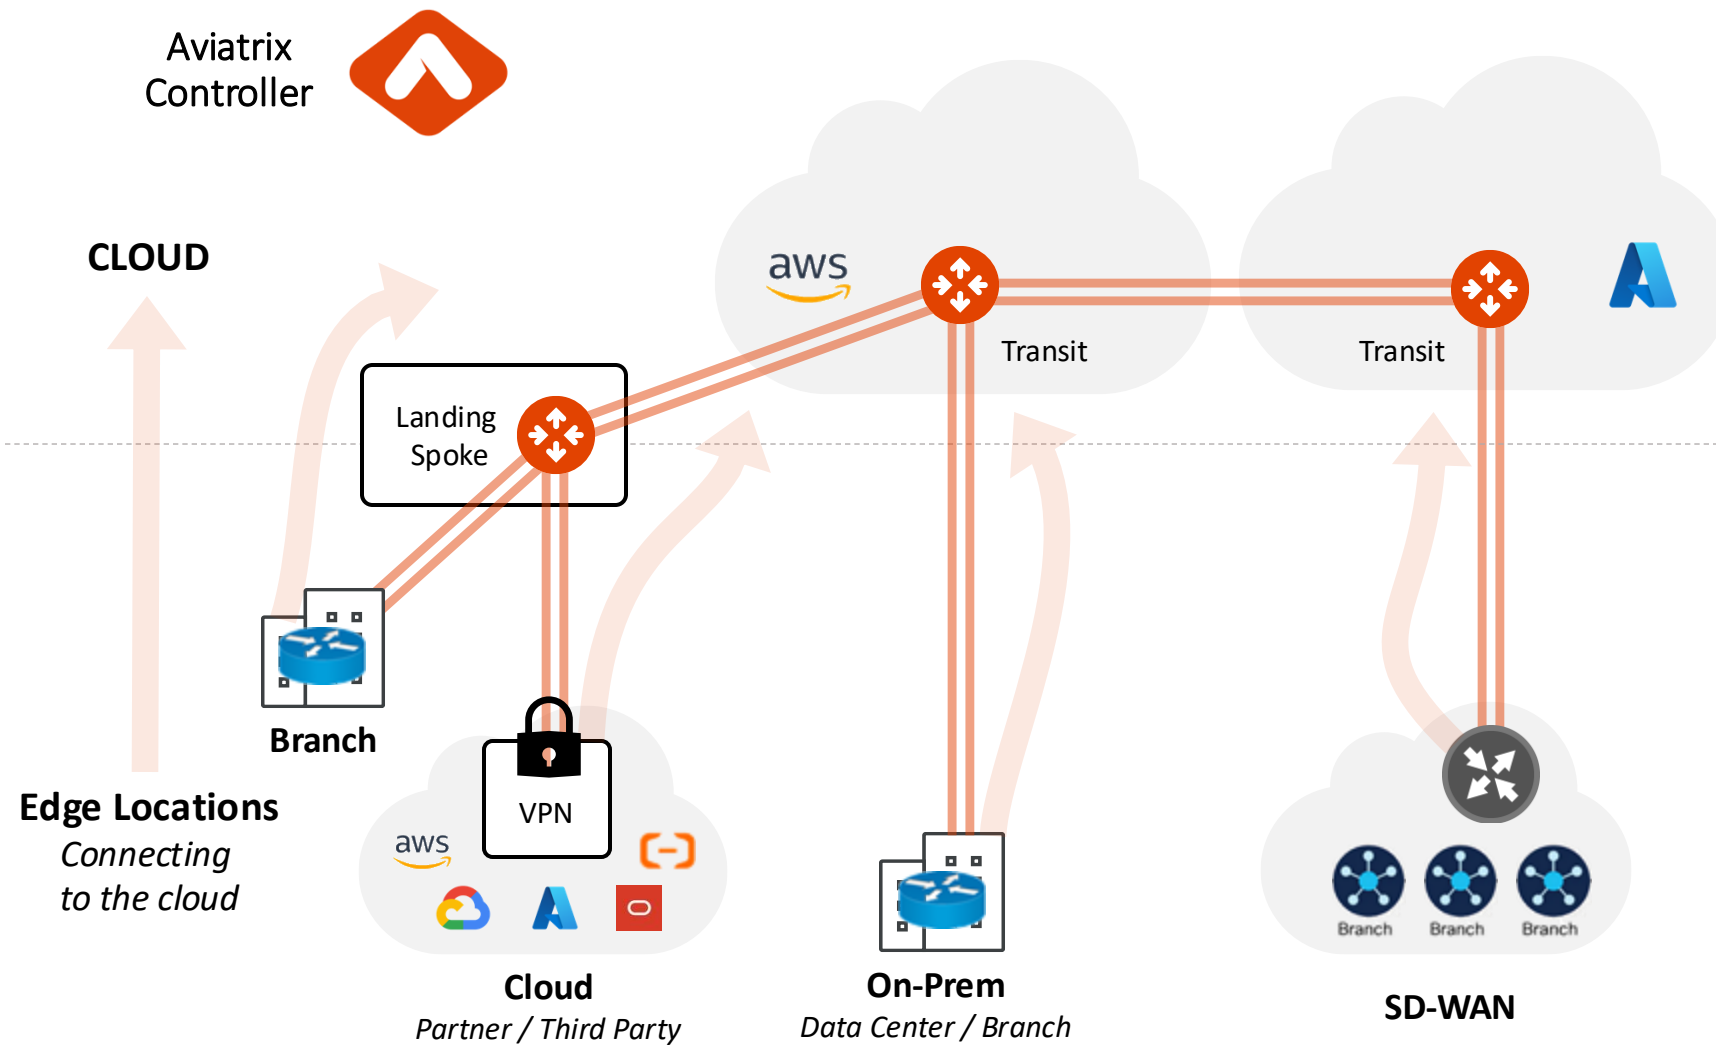 Aviatrix
Controller
CLOUD
aws
Transit
Transit
Landing
Spoke
Branch
Edge Locations
Connecting
to the cloud
VPN
aws
Cloud
Partner / Third Party
On-Prem
Data Center / Branch
Branch
Branch
Branch
SD-WAN